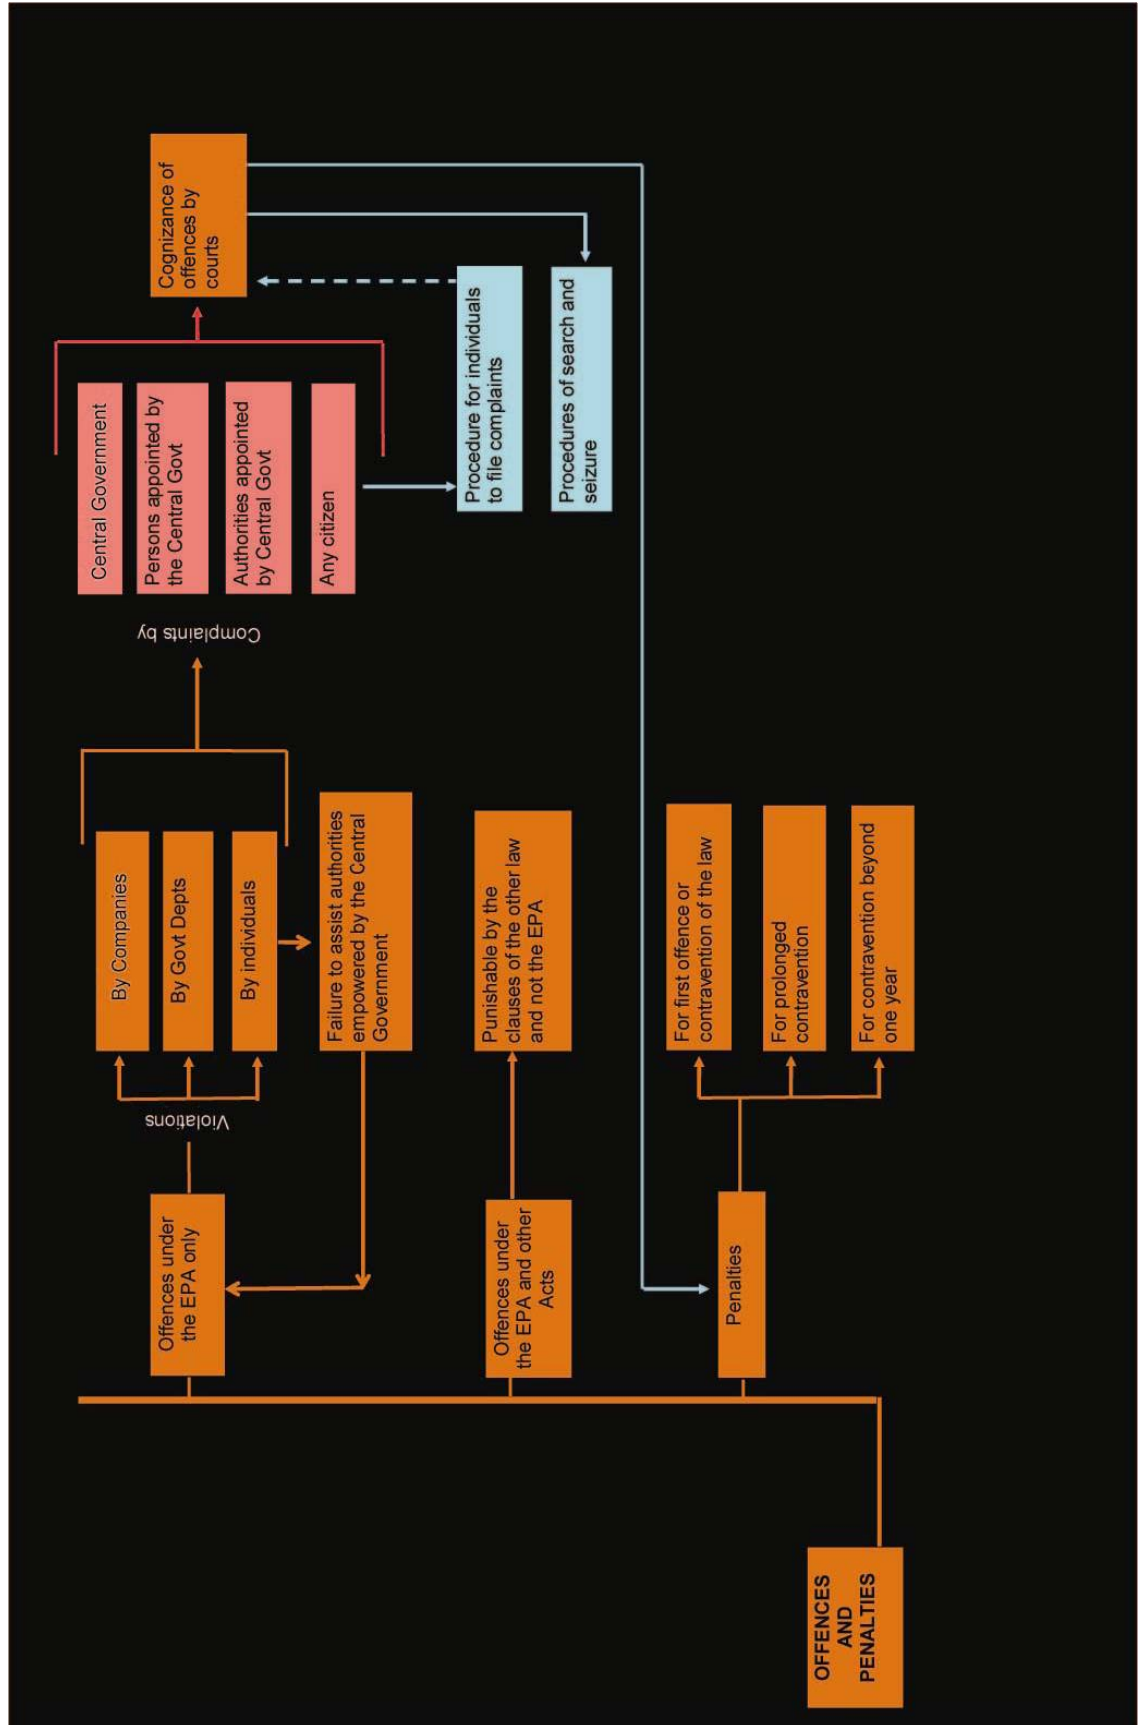 OFFENCES
AND
PENALTIES
Offences under
the EPA only
Violations
By Companies
By Govt Depts
By individuals
Failure to assist authorities
empowered by the Central
Government
Complaints by
Central Government
Persons appointed by
the Central Govt
Authorities appointed
by Central Govt
Any citizen
Cognizance of
offences by
courts
Procedure for individuals
to file complaints
Procedures of search and
seizure
Offences under
the EPA and other
Acts
Punishable by the
clauses of the other law
and not the EPA
Penalties
For first offence or
contravention of the law
For prolonged
contravention
For contravention beyond
one year